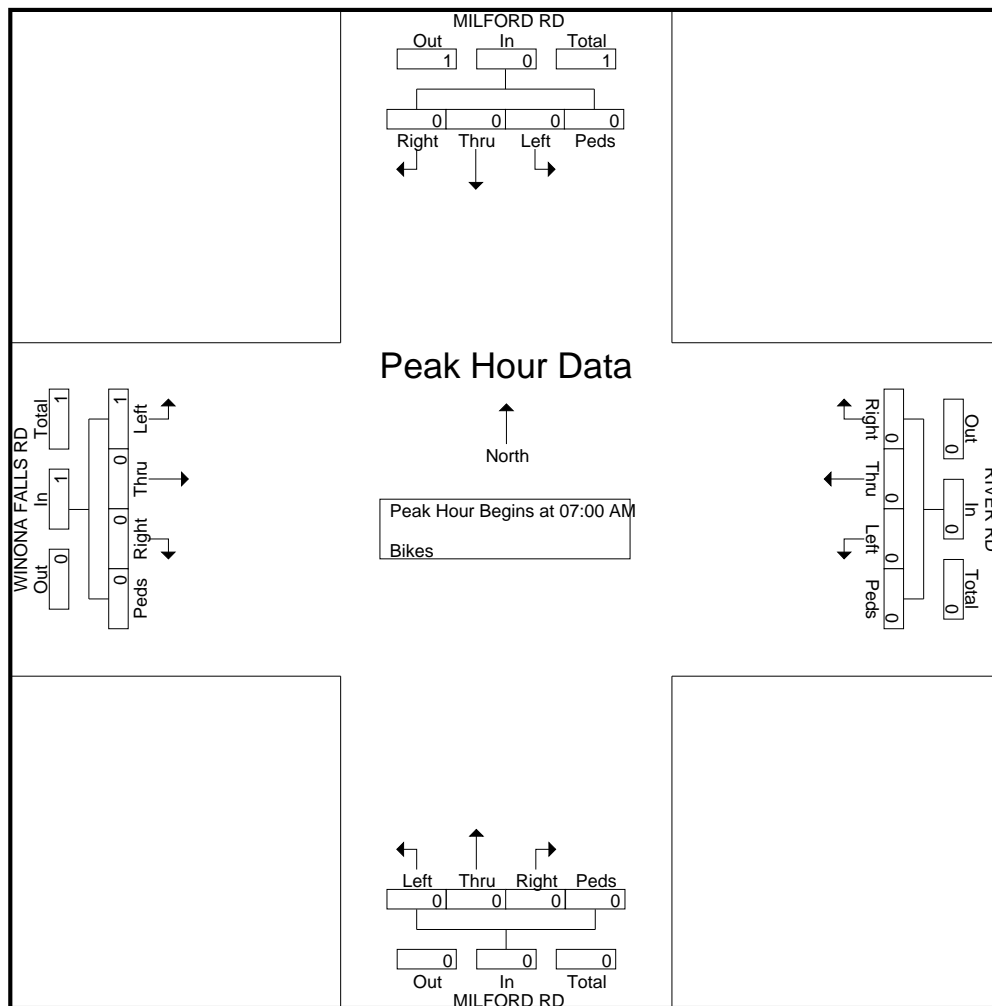 MILFORD RD
Out In Total
1 0 1
0 0 0 0
Right Thru Left Peds
Peak Hour Data
North
Peak Hour Begins at 07:00 AM
Bikes
WINONA FALLS RD
Out In Total
0 1 1
0 0 0 1
Peds Right Thru Left
RIVER RD
Out In Total
0 0 0
0 0 0 0
Right Thru Left Peds
Left Thru Right Peds
0 0 0 0
0 0 0
Out In Total
MILFORD RD